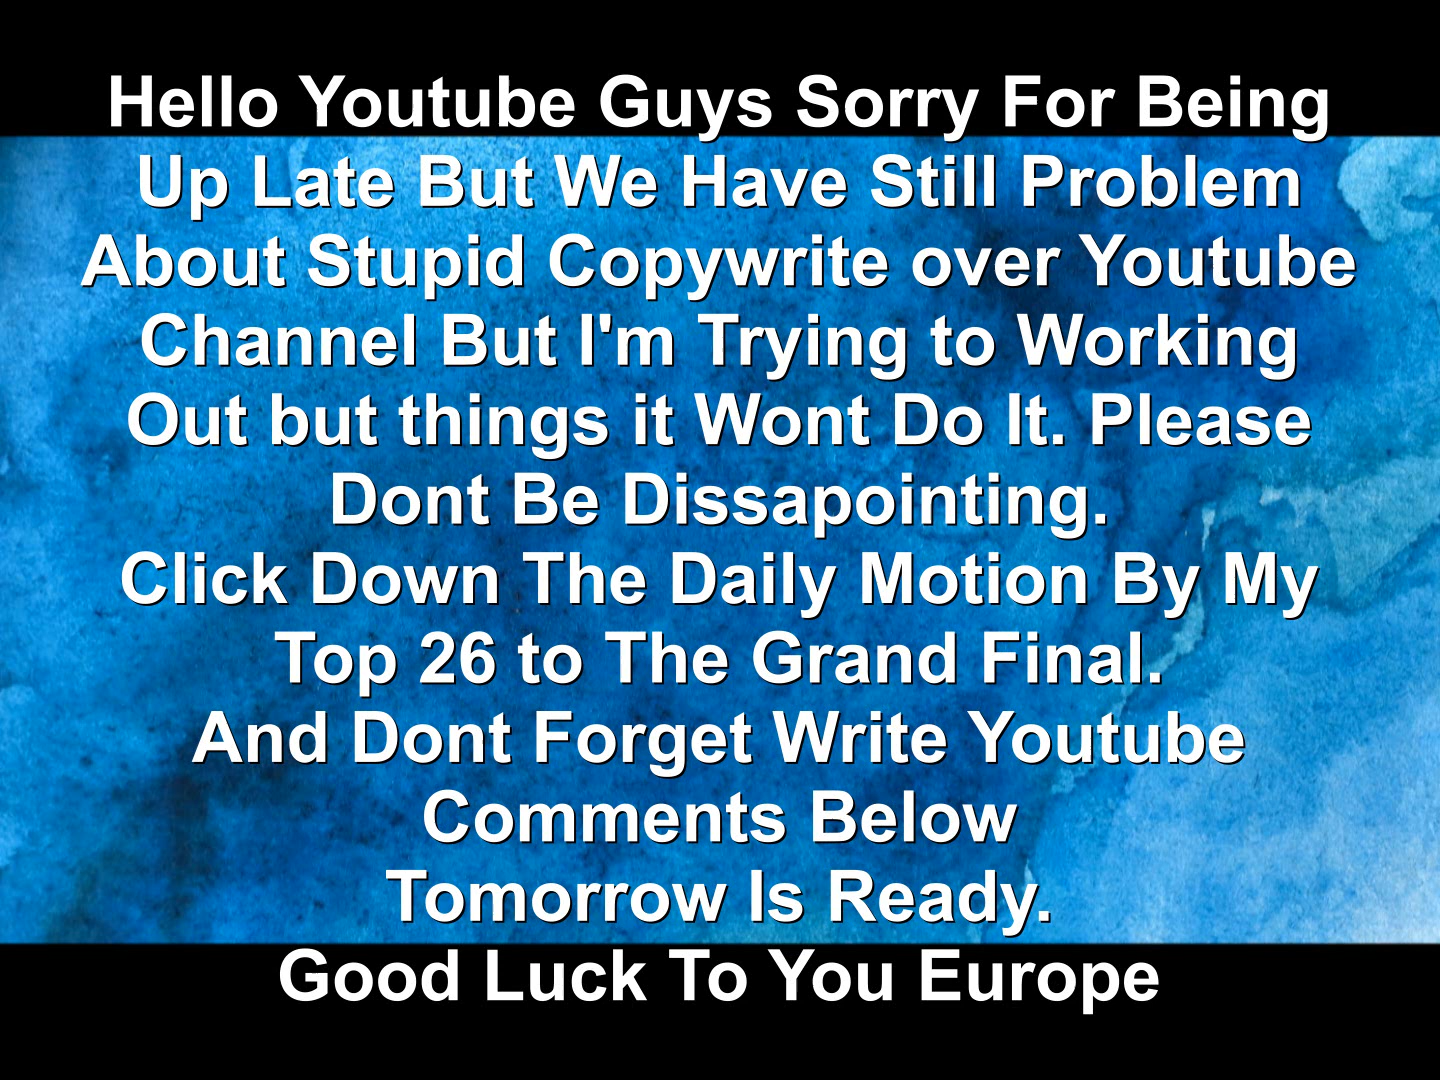 Hello Youtube Guys Sorry For Being
Up Late But We Have Still Problem
About Stupid Copywrite over Youtube
Channel But I'm Trying to Working
Out but things it Wont Do It. Please
Dont Be Dissapointing.
Click Down The Daily Motion By My
Top 26 to The Grand Final.
And Dont Forget Write Youtube
Comments Below
Tomorrow Is Ready.
Good Luck To You Europe